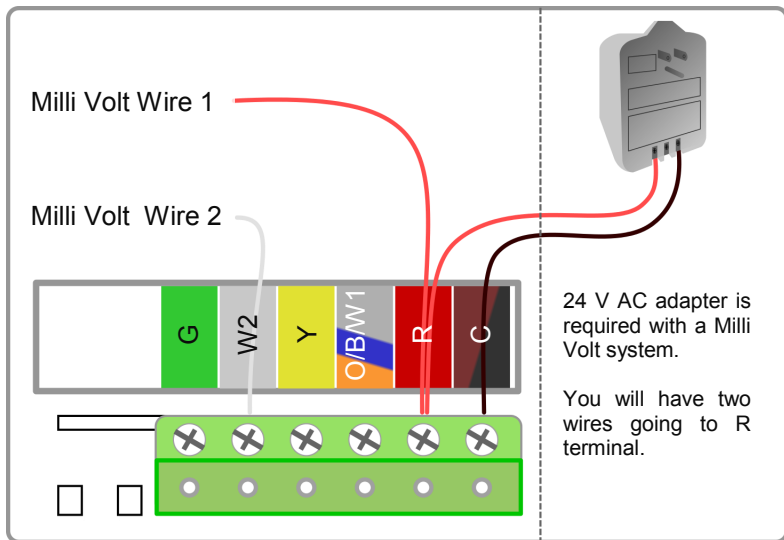 Milli Volt Wire 1
Milli Volt Wire 2
G
W2
Y
O/B/W1
R
C
24 V AC adapter is
required with a Milli
Volt system.
You will have two
wires going to R
terminal.